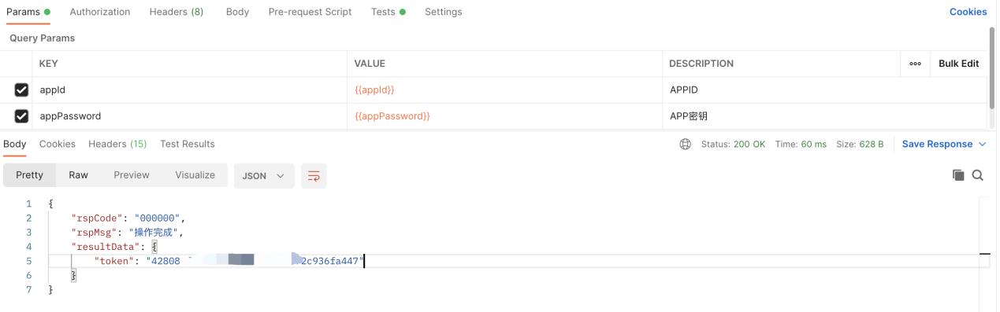 Params Authorization Headers (8) Body Pre-request Script Tests Settings Cookies
Query Params
KEY VALUE DESCRIPTION ooo Bulk Edit
appId {{appId}} APPID
appPassword {{appPassword}} APP密钥
Body Cookies Headers (15) Test Results Status: 200 OK Time: 60 ms Size: 628 B Save Response
Pretty Raw Preview Visualize JSON
1 {
2 "rspCode": "000000",
3 "rspMsg": "操作完成",
4 "resultData": {
5 "token": "42808 2c936fa447"
6 }
7 }